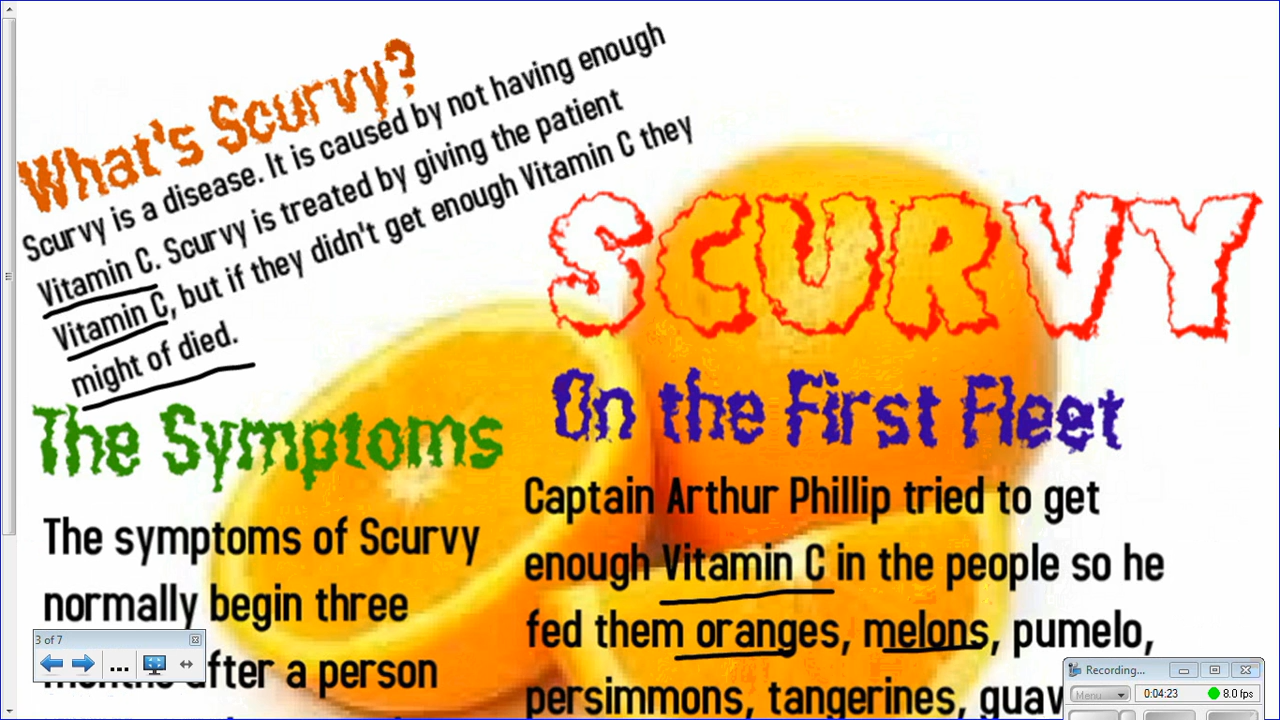 What's Scurvy?
Scurvy is a disease. It is caused by not having enough
Vitamin C. Scurvy is treated by giving the patient
Vitamin C, but if they didn't get enough Vitamin C they
might of died.
SCURVY
The Symptoms
The symptoms of Scurvy
normally begin three
months after a person
On the First Fleet
Captain Arthur Phillip tried to get
enough Vitamin C in the people so he
fed them oranges, melons, pumelo,
persimmons, tangerines, guav
3 of 7
...
Recording...
Menu
0:04:23
8.0 fps